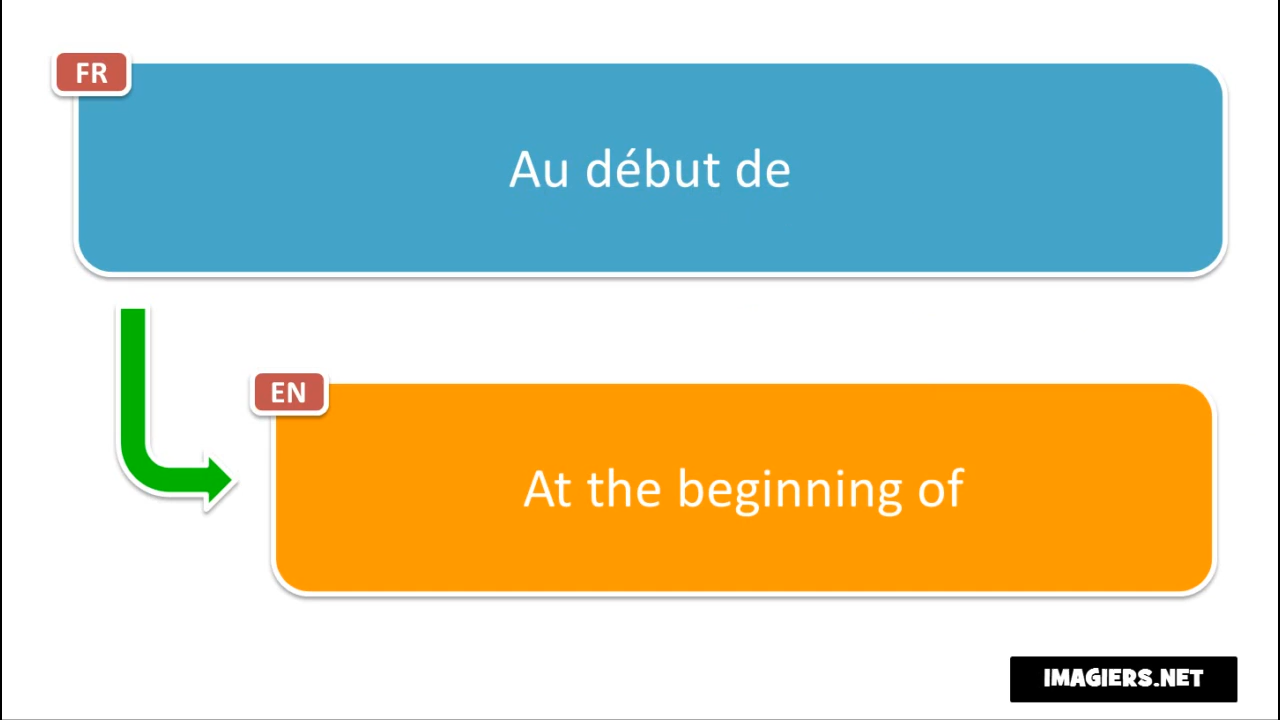 FR
Au début de
EN
At the beginning of
IMAGIERS.NET